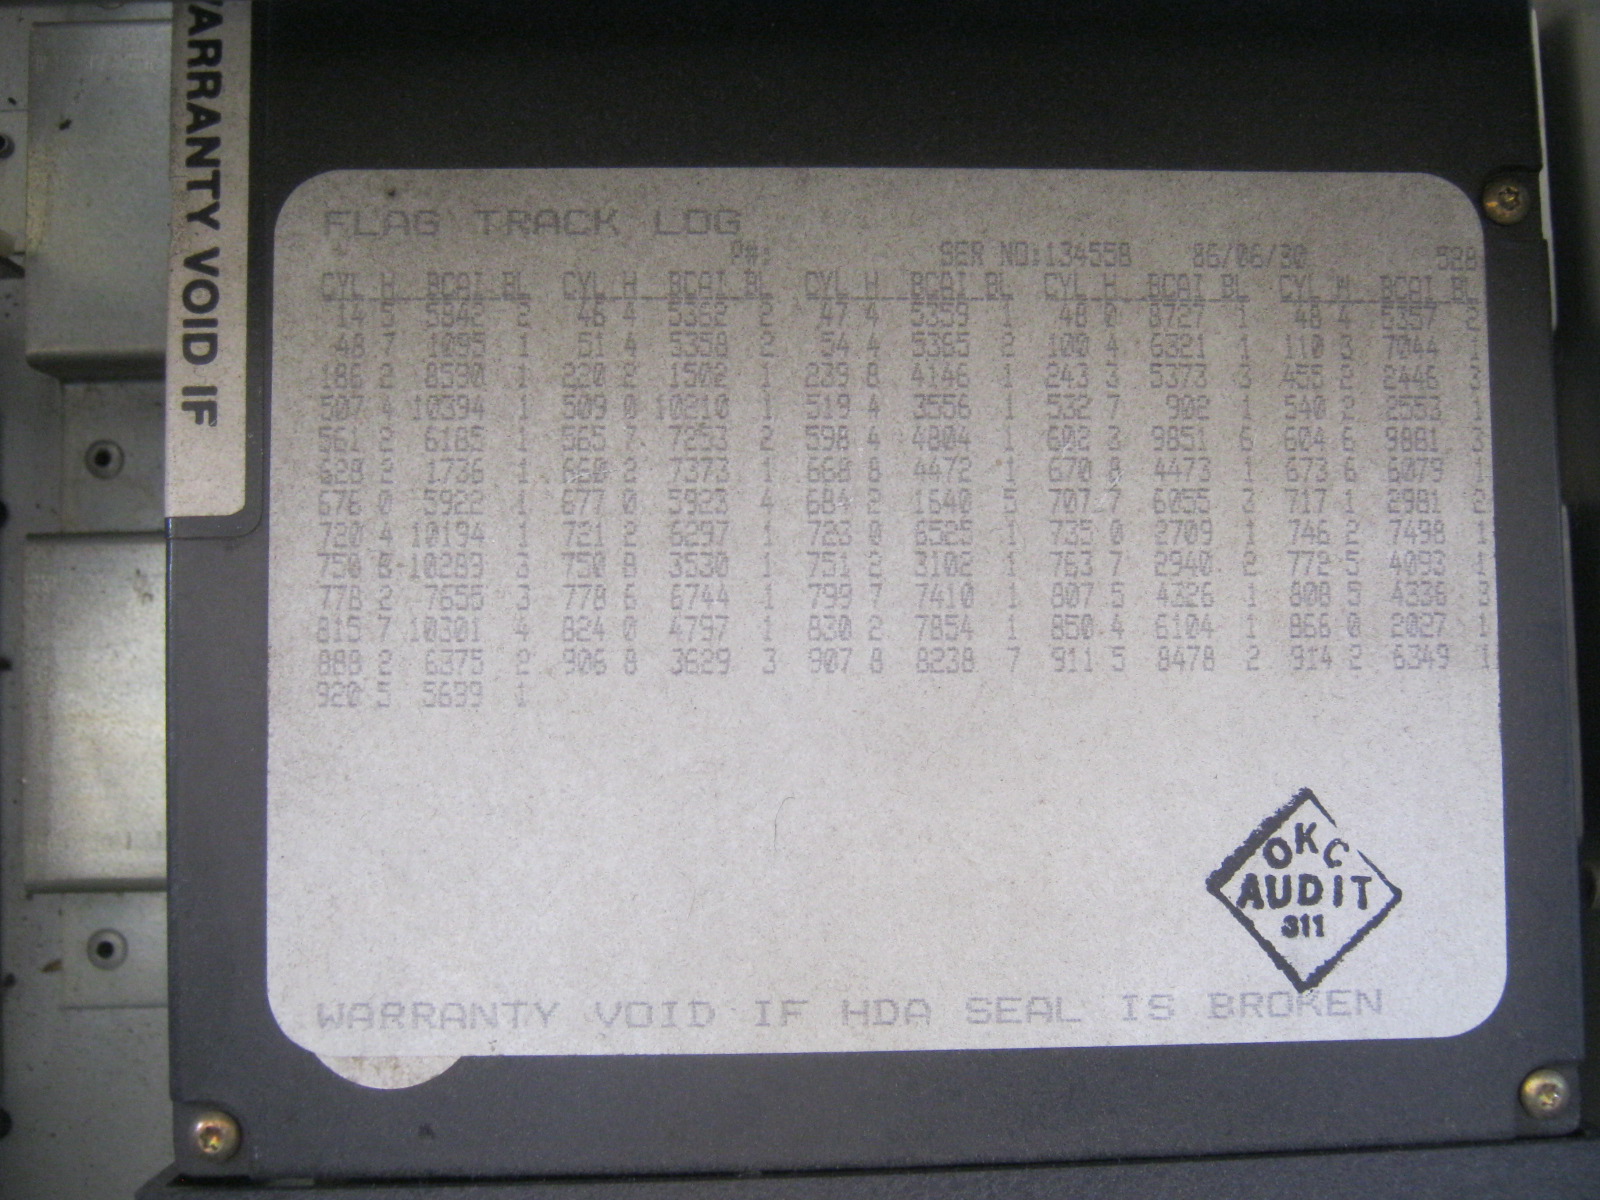 WARRANTY VOID IF
FLAG TRACK LOG
P#: SER NO:134558 86/06/30 528
CYL H BCAI BL CYL H BCAI BL CYL H BCAI BL CYL H BCAI BL CYL H BCAI BL
14 5 5842 2 46 4 5362 2 47 4 5359 1 48 0 8727 1 48 4 5357 2
48 7 1095 1 51 4 5358 2 54 4 5365 2 100 4 6321 1 110 3 7044 1
186 2 8590 1 220 2 1502 1 239 8 4146 1 243 3 5373 3 455 2 2446 3
507 4 10394 1 509 0 10210 1 519 4 3556 1 532 7 902 1 540 2 2553 1
561 2 6185 1 565 7 7253 2 598 4 4804 1 602 3 9851 6 604 6 9881 3
628 2 1736 1 660 2 7373 1 668 8 4472 1 670 8 4473 1 673 6 6079 1
676 0 5922 1 677 0 5923 4 684 2 1640 5 707 7 6055 3 717 1 2981 2
720 4 10194 1 721 2 6297 1 723 0 6525 1 735 0 2709 1 746 2 7498 1
750 6 10289 3 750 8 3530 1 751 2 3102 1 763 7 2940 2 772 5 4093 1
778 2 7655 3 778 6 6744 1 799 7 7410 1 807 5 4326 1 808 5 4336 3
815 7 10301 4 824 0 4797 1 830 2 7854 1 850 4 6104 1 866 0 2027 1
888 2 6375 2 906 8 3629 3 907 8 8238 7 911 5 8478 2 914 2 6349 1
920 5 5699 1
OKC
AUDIT
311
WARRANTY VOID IF HDA SEAL IS BROKEN